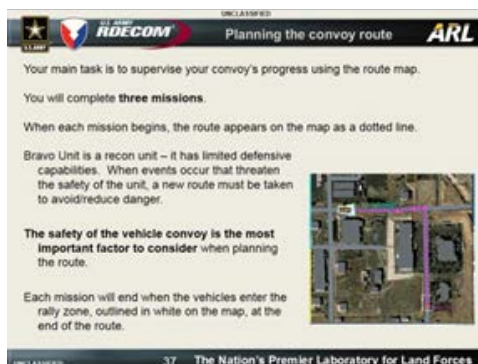 UNCLASSIFIED
U.S. ARMY
RDECOM
Planning the convoy route
ARL
U.S. ARMY
Your main task is to supervise your convoy's progress using the route map.
You will complete three missions.
When each mission begins, the route appears on the map as a dotted line.
Bravo Unit is a recon unit – it has limited defensive
capabilities. When events occur that threaten
the safety of the unit, a new route must be taken
to avoid/reduce danger.
The safety of the vehicle convoy is the most
important factor to consider when planning
the route.
Each mission will end when the vehicles enter the
rally zone, outlined in white on the map, at the
end of the route.
UNCLASSIFIED
37
The Nation's Premier Laboratory for Land Forces